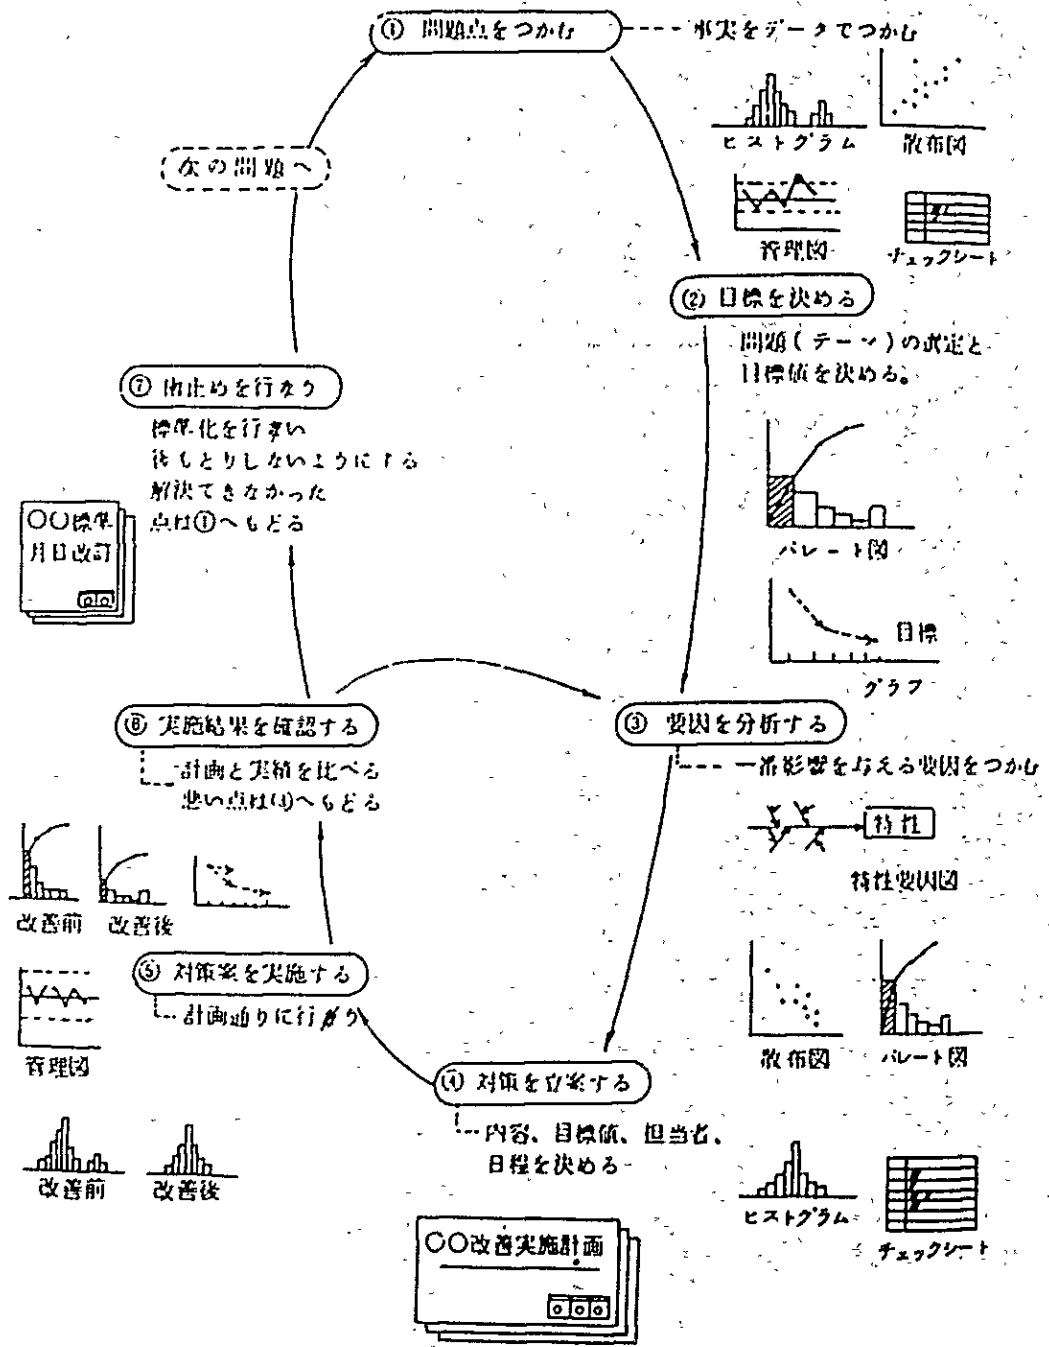 ① 問題点をつかむ
事実をデータでつかむ
ヒストグラム
散布図
管理図
チェックシート
② 目標を決める
問題(テーマ)の選定と
目標値を決める。
パレート図
目標
グラフ
③ 要因を分析する
一番影響を与える要因をつかむ
特性
特性要因図
散布図
パレート図
ヒストグラム
チェックシート
④ 対策を立案する
内容、目標値、担当者、
日程を決める
〇〇改善実施計画
⑤ 対策案を実施する
計画通りに行なう
⑥ 実施結果を確認する
計画と実績を比べる
悪い点は へもどる
改善前
改善後
管理図
改善前
改善後
⑦ 歯止めを行なう
標準化を行ない
後もどりしないようにする
解決できなかった
点は①へもどる
〇〇標準
月日改訂
次の問題へ